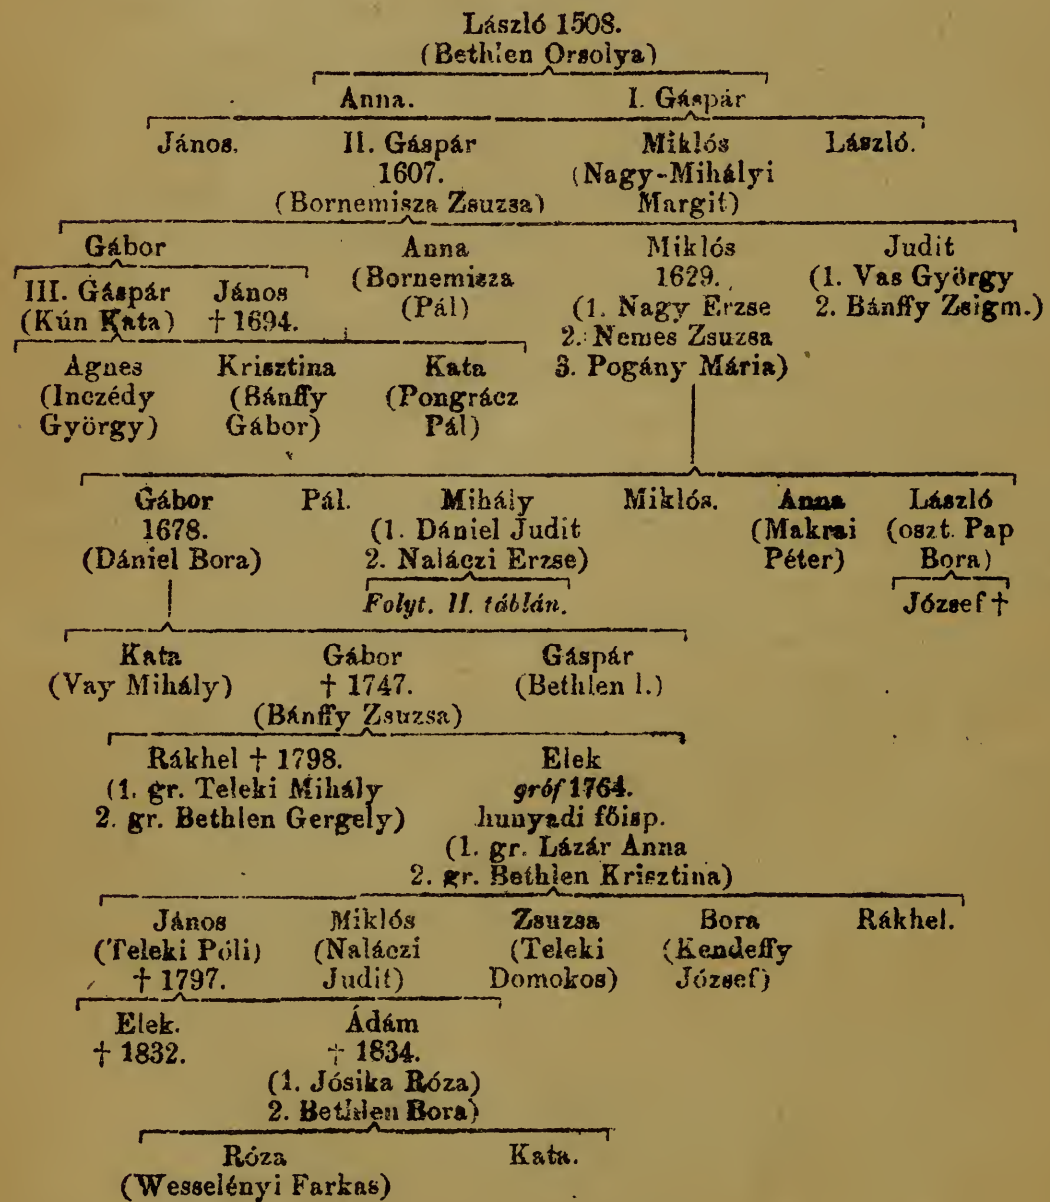 László 1508.
(Bethlen Orsolya)
Anna. I. Gáspár
János. II. Gáspár Miklós László.
1607. (Nagy-Mihályi
(Bornemisza Zsuzsa) Margit)
Gábor Anna Miklós Judit
(Bornemisza 1629. (1. Vas György
III. Gáspár János Pál) (1. Nagy Erzse 2. Bánffy Zsigm.)
(Kún Kata) † 1694. 2. Nemes Zsuzsa
Agnes Krisztina Kata 3. Pogány Mária)
(Inczédy (Bánffy (Pongrácz
György) Gábor) Pál)
Gábor Pál. Mihály Miklós. Anna László
1678. (1. Dániel Judit (Makrai (oszt. Pap
(Dániel Bora) 2. Naláczi Erzse) Péter) Bora)
Folyt. II. táblán. József †
Kata Gábor Gáspár
(Vay Mihály) † 1747. (Bethlen l.)
(Bánffy Zsuzsa)
Rákhel † 1798. Elek
(1. gr. Teleki Mihály gróf 1764.
2. gr. Bethlen Gergely) hunyadi főisp.
(1. gr. Lázár Anna
2. gr. Bethlen Krisztina)
János Miklós Zsuzsa Bora Rákhel.
(Teleki Póli) (Naláczi (Teleki (Kendeffy
† 1797. Judit) Domokos) József)
Elek. Ádám
† 1832. † 1834.
(1. Jósika Róza)
2. Bethlen Bora)
Róza Kata.
(Wesselényi Farkas)